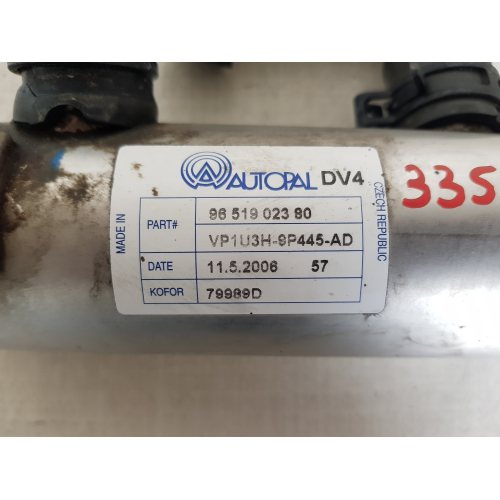 AUTOPAL DV4
MADE IN
CZECH REPUBLIC
PART# 96 519 023 80
VP1U3H-9P445-AD
DATE 11.5.2006 57
KOFOR 79989D
335